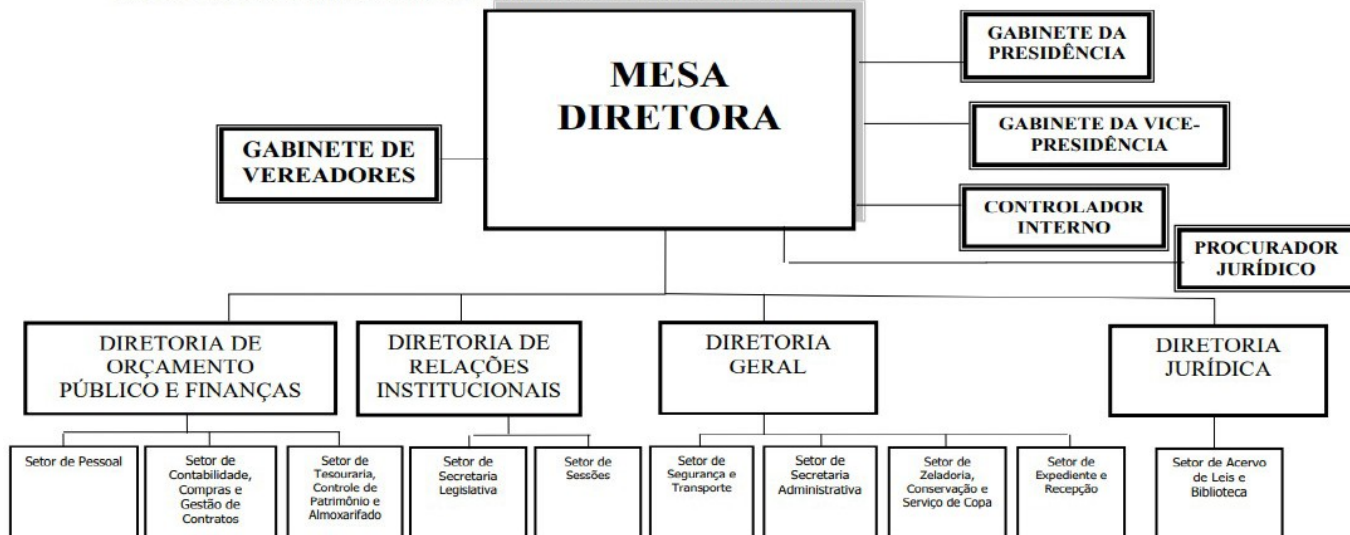 MESA
DIRETORA
GABINETE DA
PRESIDÊNCIA
GABINETE DA VICE-
PRESIDÊNCIA
GABINETE DE
VEREADORES
CONTROLADOR
INTERNO
PROCURADOR
JURÍDICO
DIRETORIA DE
ORÇAMENTO
PÚBLICO E FINANÇAS
DIRETORIA DE
RELAÇÕES
INSTITUCIONAIS
DIRETORIA
GERAL
DIRETORIA
JURÍDICA
Setor de Pessoal
Setor de
Contabilidade,
Compras e
Gestão de
Contratos
Setor de
Tesouraria,
Controle de
Patrimônio e
Almoxarifado
Setor de
Secretaria
Legislativa
Setor de
Sessões
Setor de
Segurança e
Transporte
Setor de
Secretaria
Administrativa
Setor de
Zeladoria,
Conservação e
Serviço de Copa
Setor de
Expediente e
Recepção
Setor de Acervo
de Leis e
Biblioteca